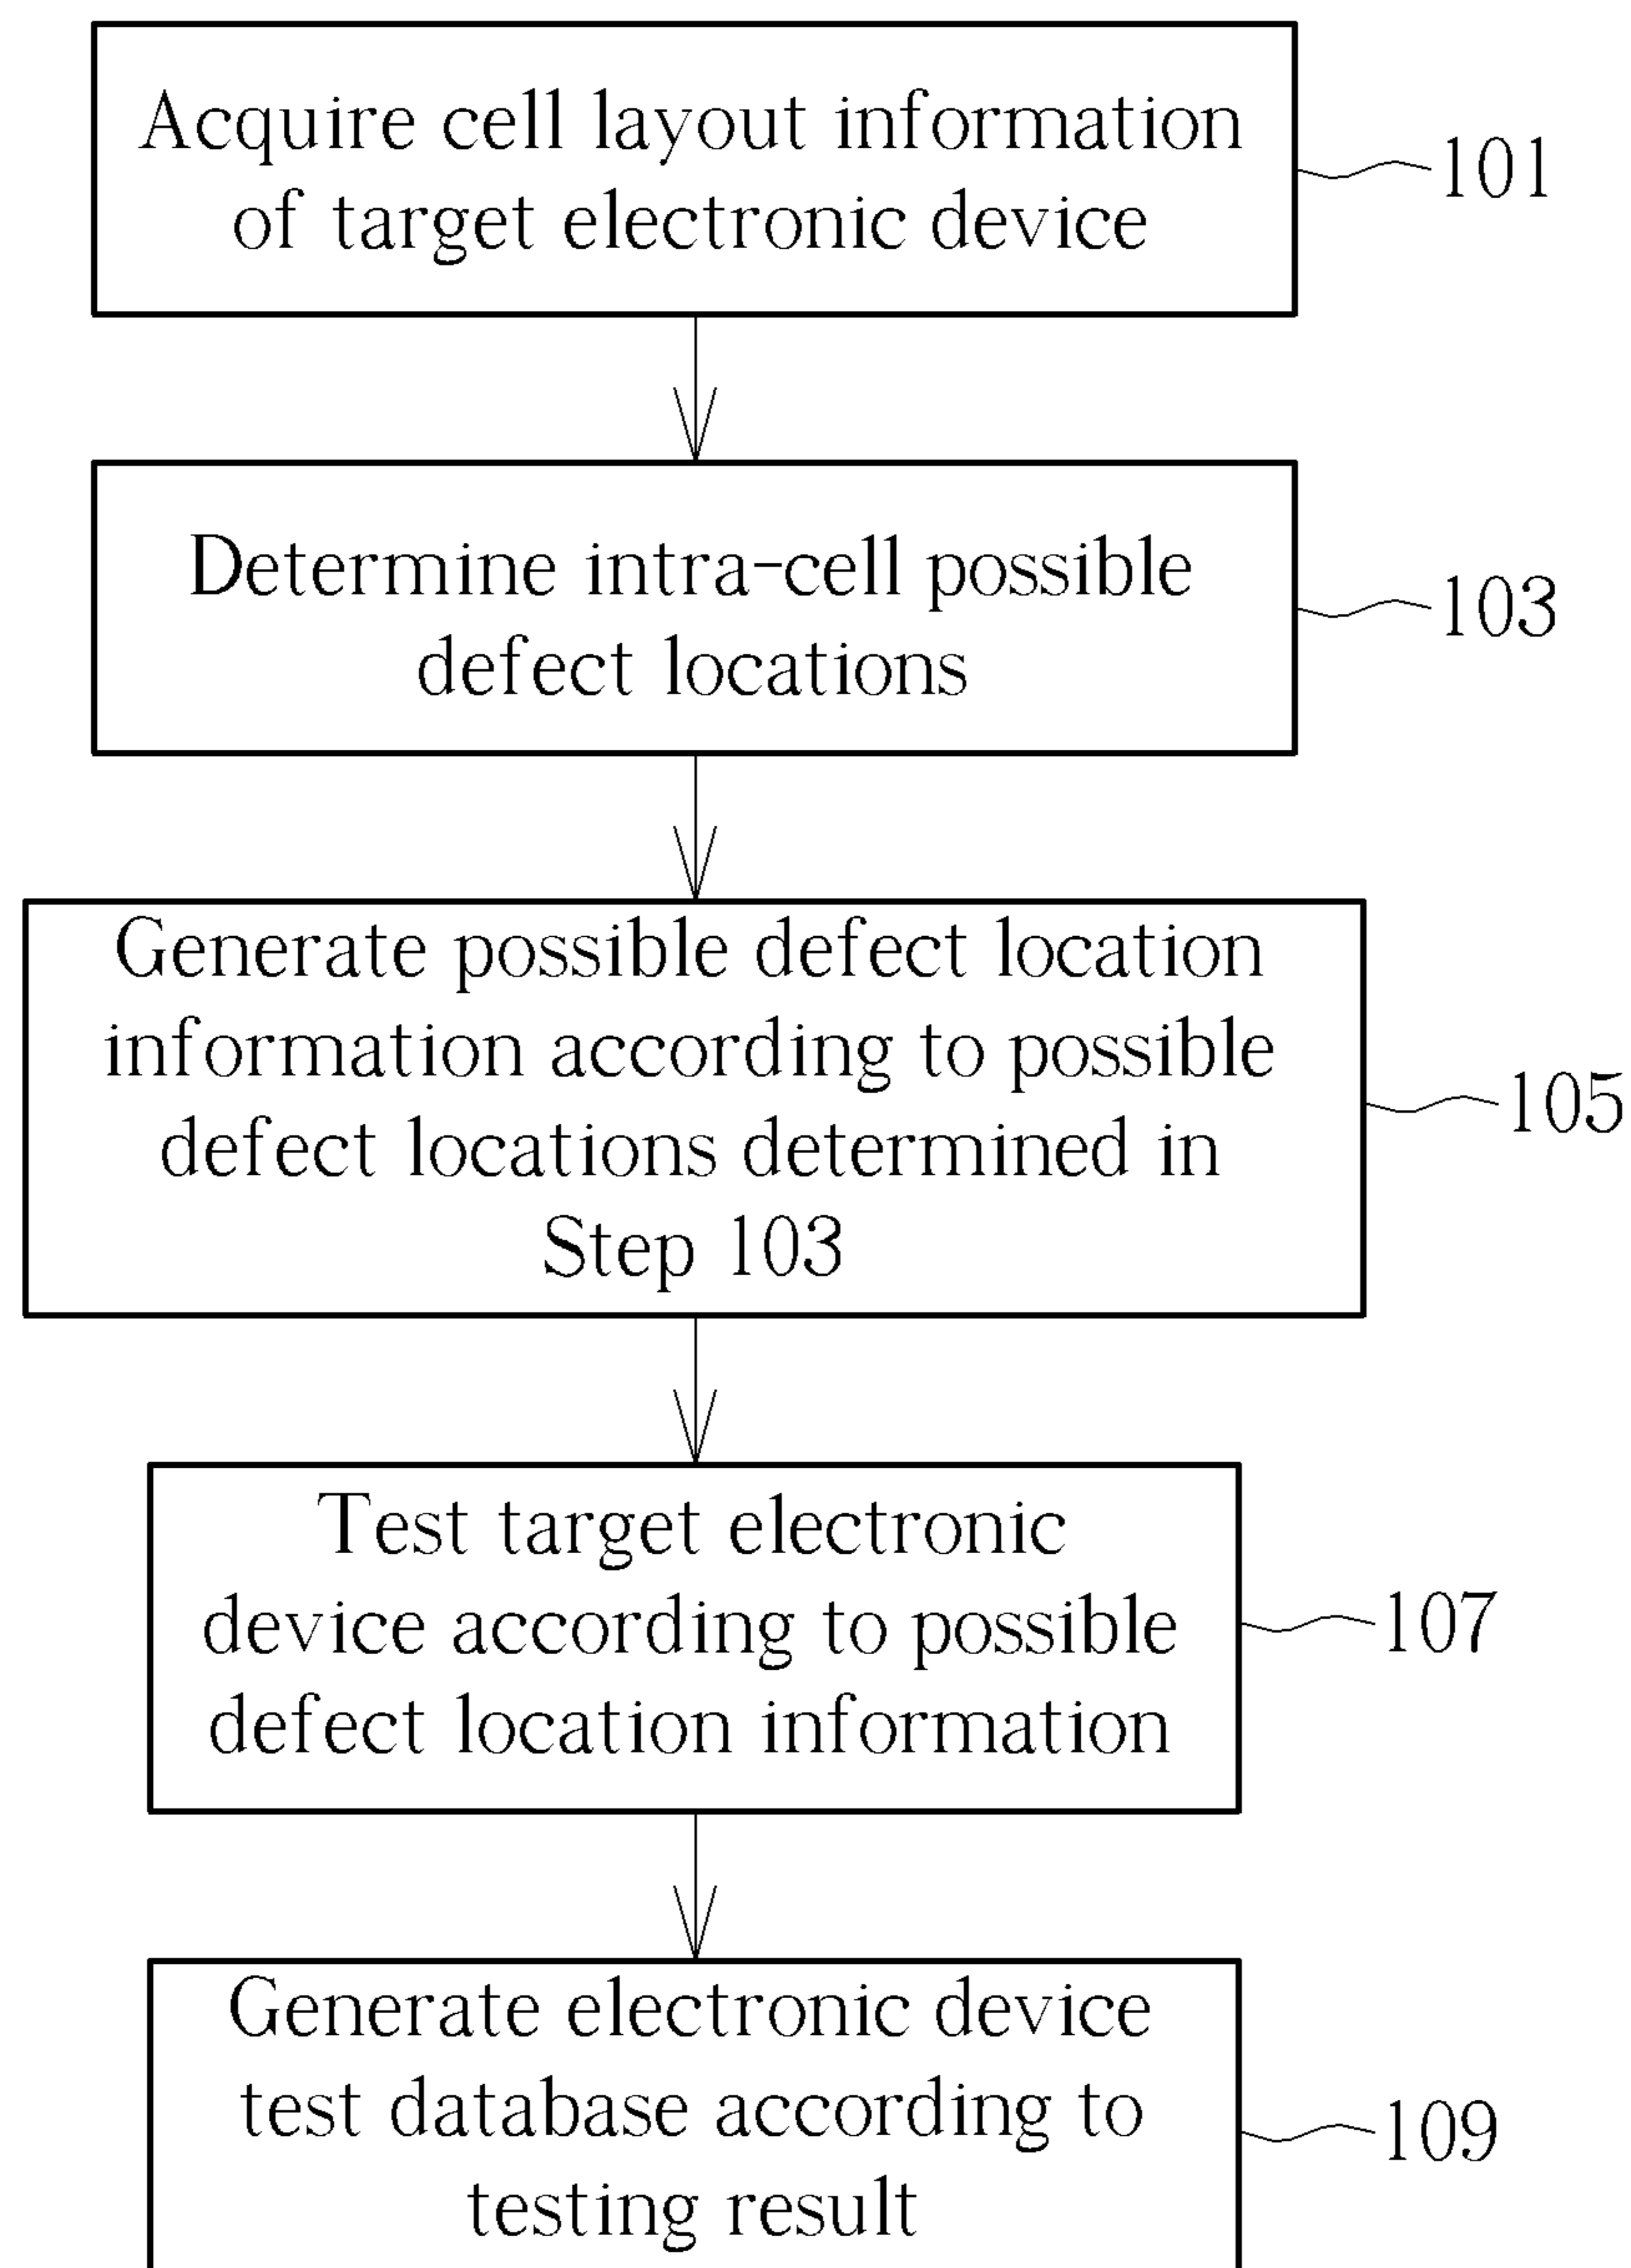 Acquire cell layout information
of target electronic device
101
Determine intra-cell possible
defect locations
103
Generate possible defect location
information according to possible
defect locations determined in
Step 103
105
Test target electronic
device according to possible
defect location information
107
Generate electronic device
test database according to
testing result
109